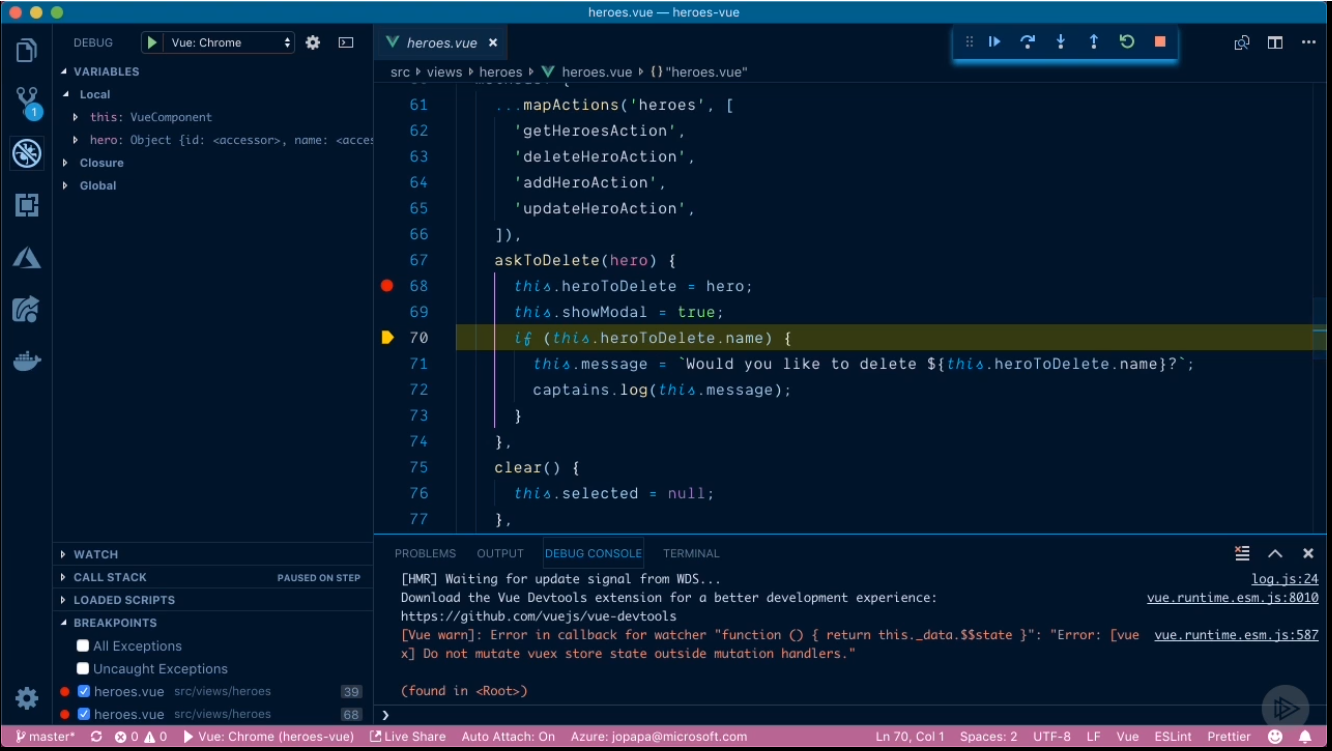 heroes.vue — heroes-vue
DEBUG Vue: Chrome
VARIABLES
Local
this: VueComponent
hero: Object {id: <accessor>, name: <acces
Closure
Global
WATCH
CALL STACK PAUSED ON STEP
LOADED SCRIPTS
BREAKPOINTS
All Exceptions
Uncaught Exceptions
heroes.vue src/views/heroes 39
heroes.vue src/views/heroes 68
1
heroes.vue
src views heroes heroes.vue {} "heroes.vue"
61 ...mapActions('heroes', [
62 'getHeroesAction',
63 'deleteHeroAction',
64 'addHeroAction',
65 'updateHeroAction',
66 ]),
67 askToDelete(hero) {
68 this.heroToDelete = hero;
69 this.showModal = true;
70 if (this.heroToDelete.name) {
71 this.message = `Would you like to delete ${this.heroToDelete.name}?`;
72 captains.log(this.message);
73 }
74 },
75 clear() {
76 this.selected = null;
77 },
PROBLEMS OUTPUT DEBUG CONSOLE TERMINAL
[HMR] Waiting for update signal from WDS... log.js:24
Download the Vue Devtools extension for a better development experience: vue.runtime.esm.js:8010
https://github.com/vuejs/vue-devtools
[Vue warn]: Error in callback for watcher "function () { return this._data.$$state }": "Error: [vue vue.runtime.esm.js:587
x] Do not mutate vuex store state outside mutation handlers."
(found in <Root>)
master* 0 0 Vue: Chrome (heroes-vue) Live Share Auto Attach: On Azure: jopapa@microsoft.com Ln 70, Col 1 Spaces: 2 UTF-8 LF Vue ESLint Prettier